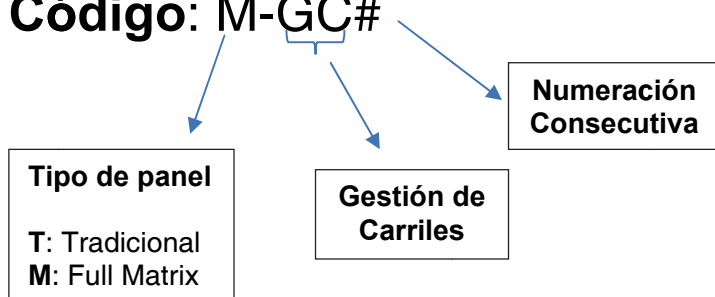 Código: M-GC#
Numeración
Consecutiva
Tipo de panel
T: Tradicional
M: Full Matrix
Gestión de
Carriles